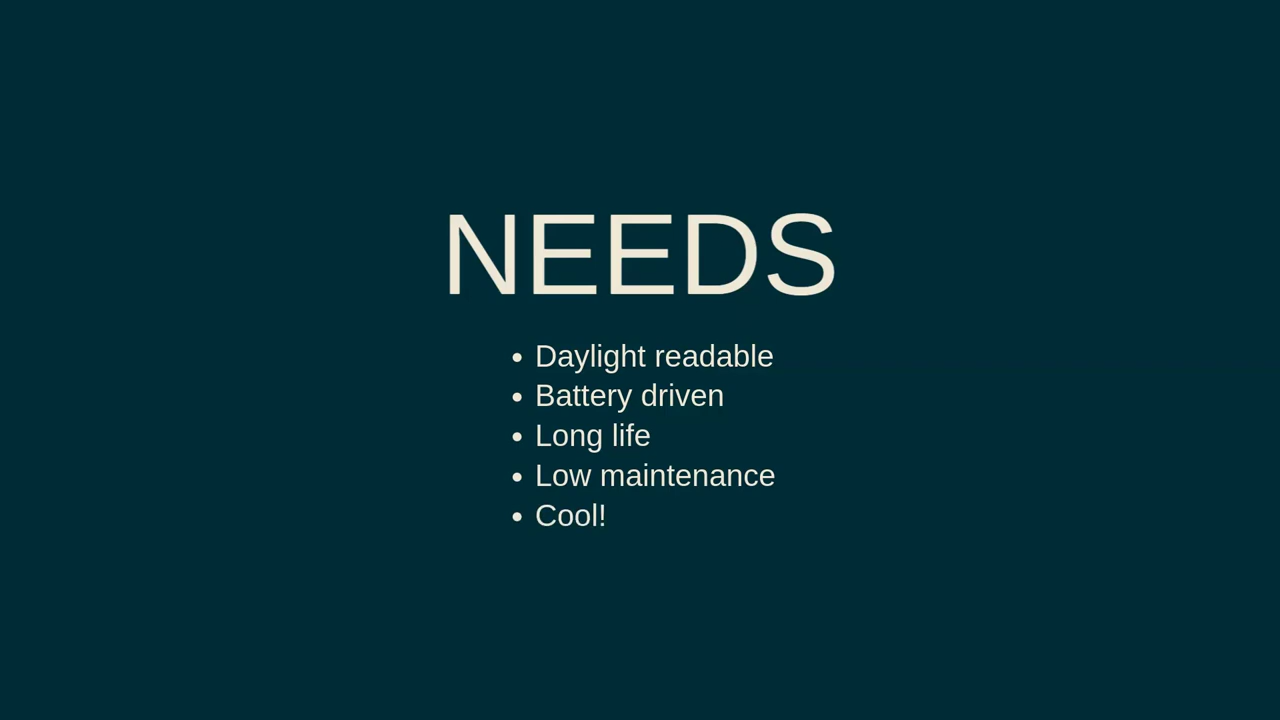 NEEDS
• Daylight readable
• Battery driven
• Long life
• Low maintenance
• Cool!